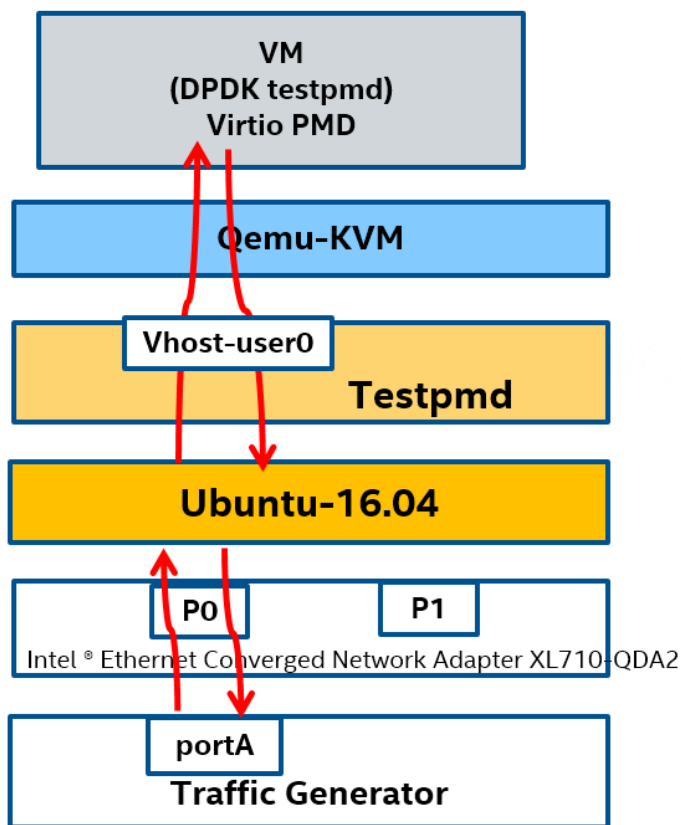 VM
(DPDK testpmd)
Virtio PMD
Qemu-KVM
Vhost-user0
Testpmd
Ubuntu-16.04
P0
P1
Intel ® Ethernet Converged Network Adapter XL710-QDA2
portA
Traffic Generator